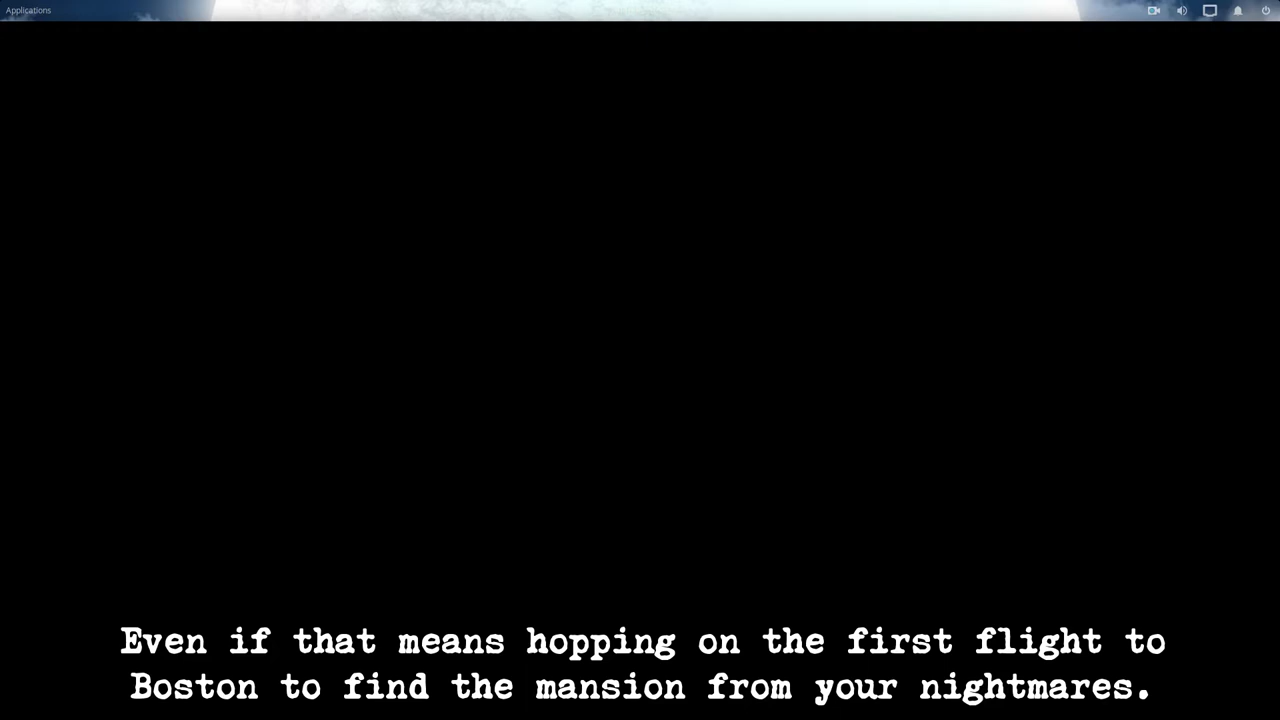 Applications
Even if that means hopping on the first flight to
Boston to find the mansion from your nightmares.